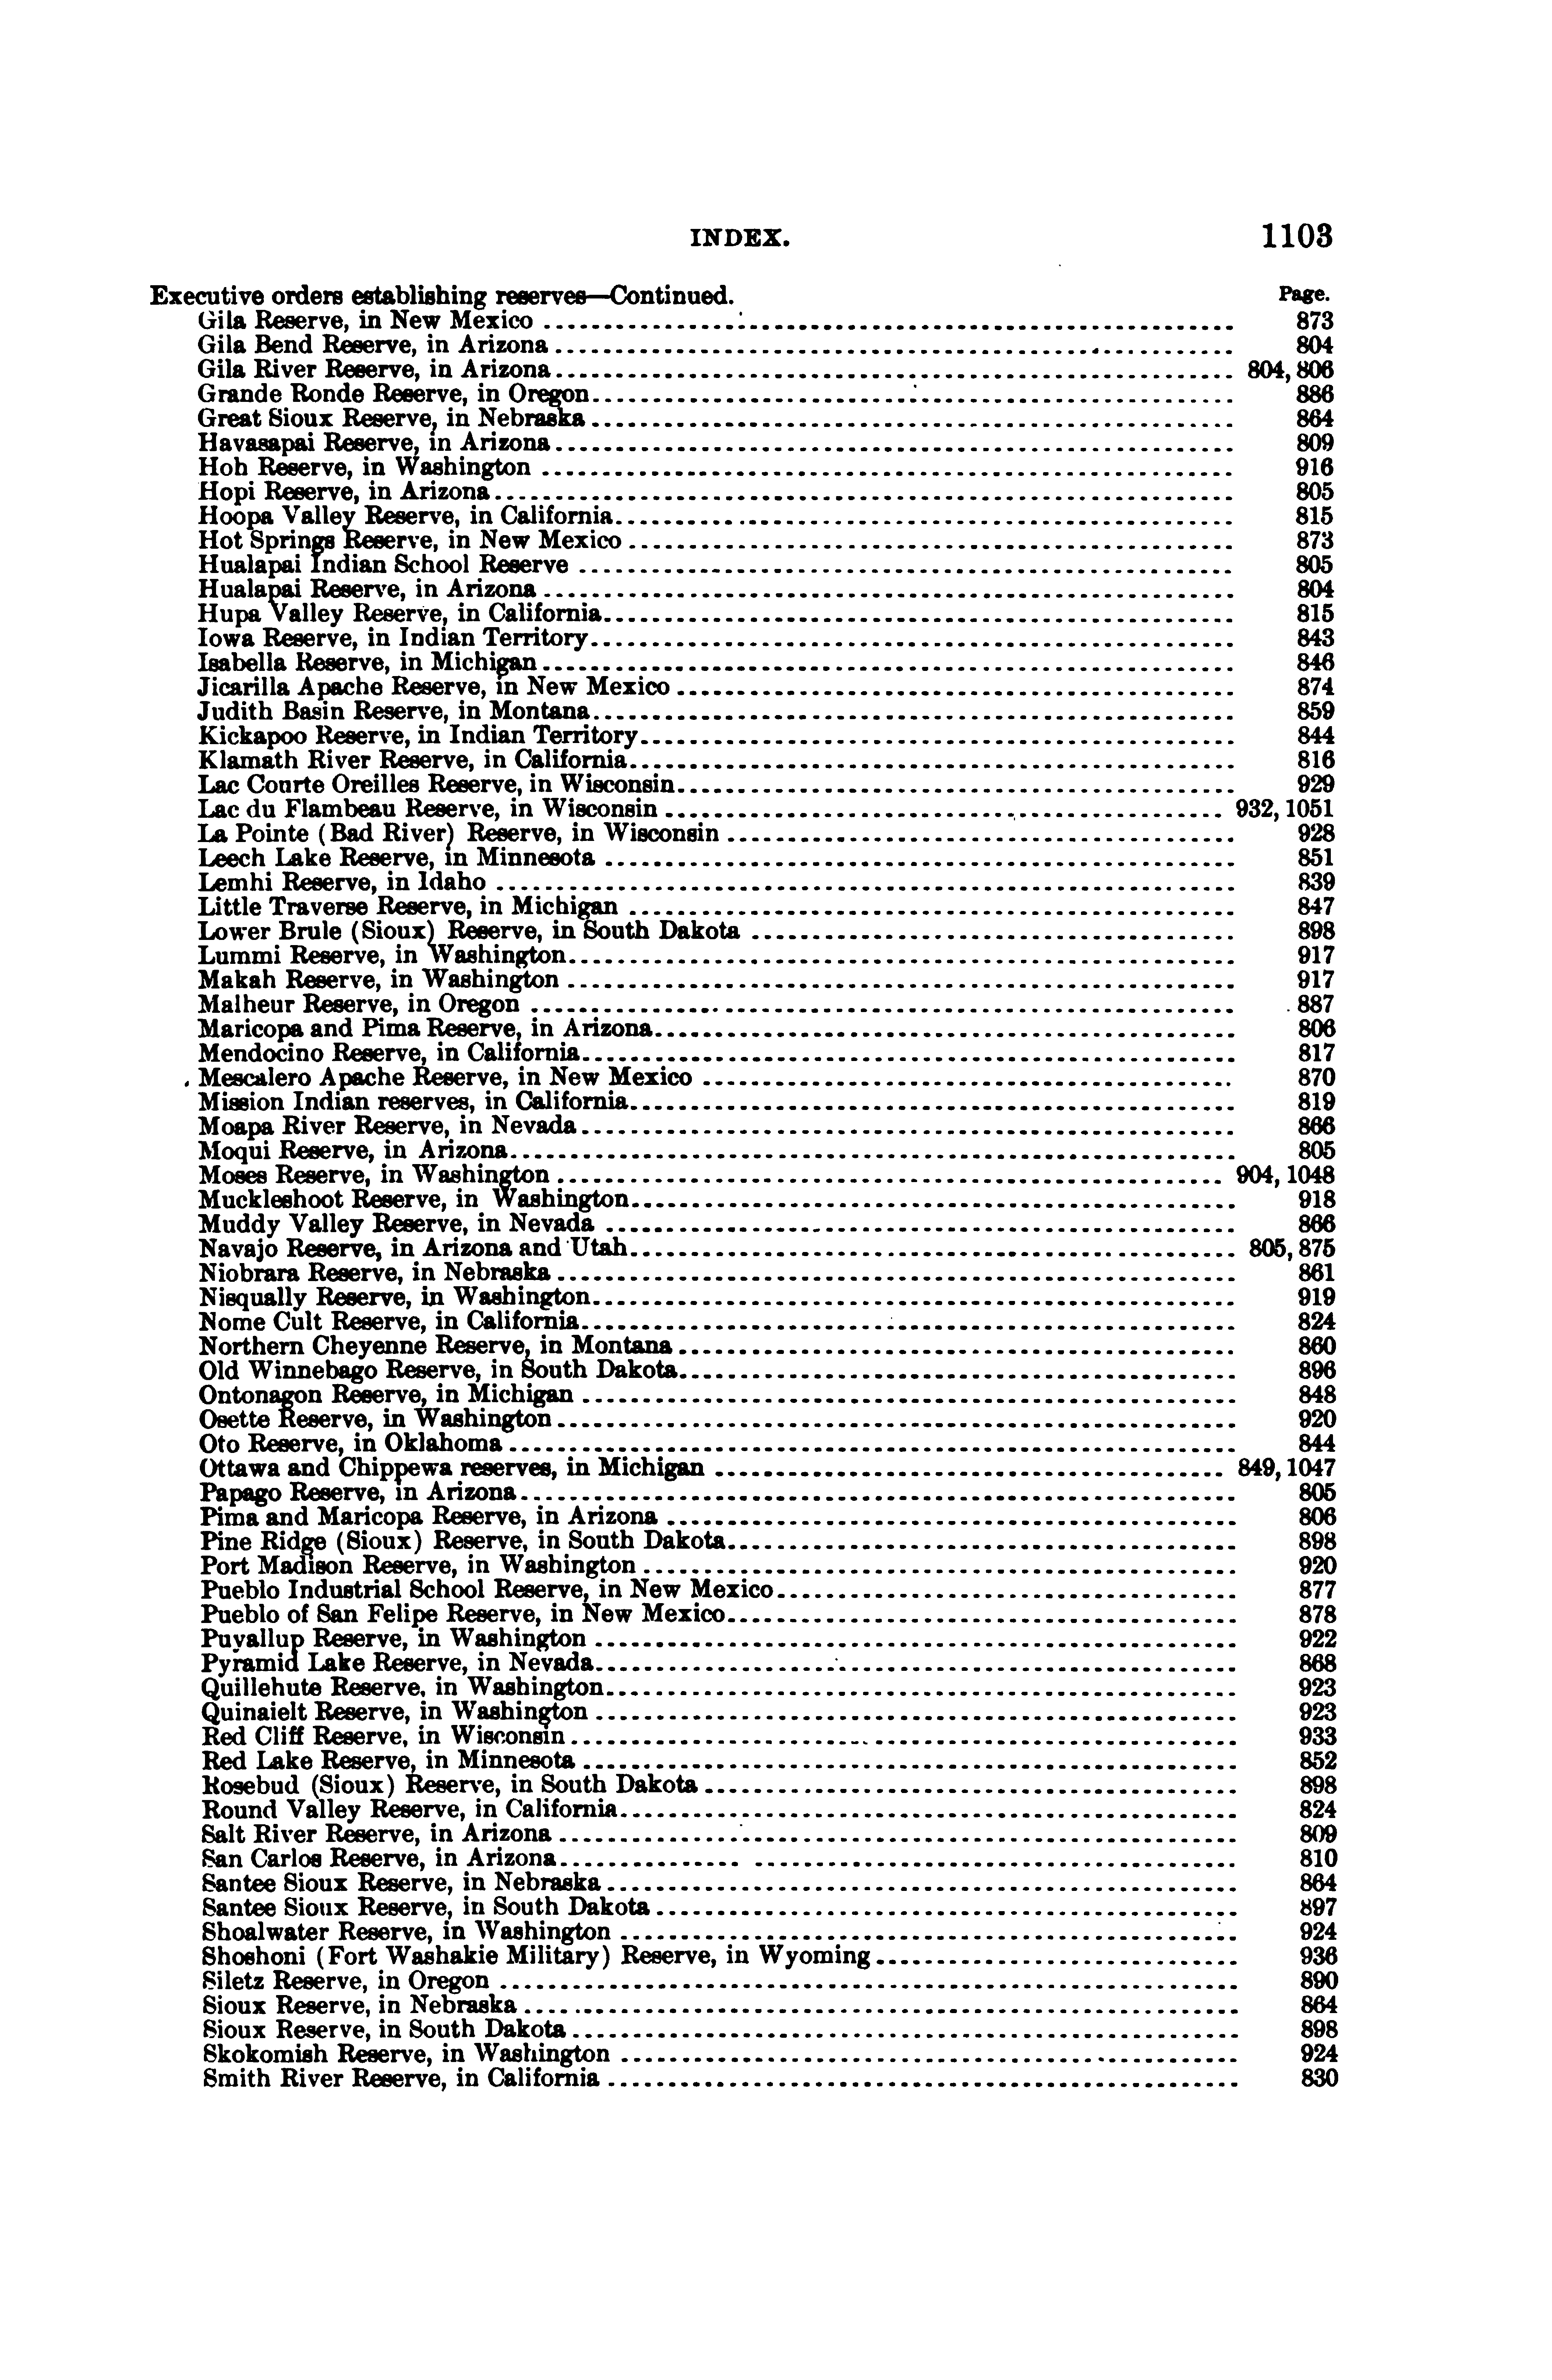 INDEX. 1103
Executive orders establishing reserves—Continued. Page.
Gila Reserve, in New Mexico 873
Gila Bend Reserve, in Arizona 804
Gila River Reserve, in Arizona 804, 806
Grande Ronde Reserve, in Oregon 886
Great Sioux Reserve, in Nebraska 864
Havasapai Reserve, in Arizona 809
Hoh Reserve, in Washington 916
Hopi Reserve, in Arizona 805
Hoopa Valley Reserve, in California 815
Hot Springs Reserve, in New Mexico 873
Hualapai Indian School Reserve 805
Hualapai Reserve, in Arizona 804
Hupa Valley Reserve, in California 815
Iowa Reserve, in Indian Territory 843
Isabella Reserve, in Michigan 846
Jicarilla Apache Reserve, in New Mexico 874
Judith Basin Reserve, in Montana 859
Kickapoo Reserve, in Indian Territory 844
Klamath River Reserve, in California 816
Lac Courte Oreilles Reserve, in Wisconsin 929
Lac du Flambeau Reserve, in Wisconsin 932, 1051
La Pointe (Bad River) Reserve, in Wisconsin 928
Leech Lake Reserve, in Minnesota 851
Lemhi Reserve, in Idaho 839
Little Traverse Reserve, in Michigan 847
Lower Brule (Sioux) Reserve, in South Dakota 898
Lummi Reserve, in Washington 917
Makah Reserve, in Washington 917
Malheur Reserve, in Oregon 887
Maricopa and Pima Reserve, in Arizona 806
Mendocino Reserve, in California 817
Mescalero Apache Reserve, in New Mexico 870
Mission Indian reserves, in California 819
Moapa River Reserve, in Nevada 866
Moqui Reserve, in Arizona 805
Moses Reserve, in Washington 904, 1048
Muckleshoot Reserve, in Washington 918
Muddy Valley Reserve, in Nevada 866
Navajo Reserve, in Arizona and Utah 805, 875
Niobrara Reserve, in Nebraska 861
Nisqually Reserve, in Washington 919
Nome Cult Reserve, in California 824
Northern Cheyenne Reserve, in Montana 860
Old Winnebago Reserve, in South Dakota 896
Ontonagon Reserve, in Michigan 848
Osette Reserve, in Washington 920
Oto Reserve, in Oklahoma 844
Ottawa and Chippewa reserves, in Michigan 849, 1047
Papago Reserve, in Arizona 805
Pima and Maricopa Reserve, in Arizona 806
Pine Ridge (Sioux) Reserve, in South Dakota 898
Port Madison Reserve, in Washington 920
Pueblo Industrial School Reserve, in New Mexico 877
Pueblo of San Felipe Reserve, in New Mexico 878
Puyallup Reserve, in Washington 922
Pyramid Lake Reserve, in Nevada 868
Quillehute Reserve, in Washington 923
Quinaielt Reserve, in Washington 923
Red Cliff Reserve, in Wisconsin 933
Red Lake Reserve, in Minnesota 852
Rosebud (Sioux) Reserve, in South Dakota 898
Round Valley Reserve, in California 824
Salt River Reserve, in Arizona 809
San Carlos Reserve, in Arizona 810
Santee Sioux Reserve, in Nebraska 864
Santee Sioux Reserve, in South Dakota 897
Shoalwater Reserve, in Washington 924
Shoshoni (Fort Washakie Military) Reserve, in Wyoming 936
Siletz Reserve, in Oregon 890
Sioux Reserve, in Nebraska 864
Sioux Reserve, in South Dakota 898
Skokomish Reserve, in Washington 924
Smith River Reserve, in California 830